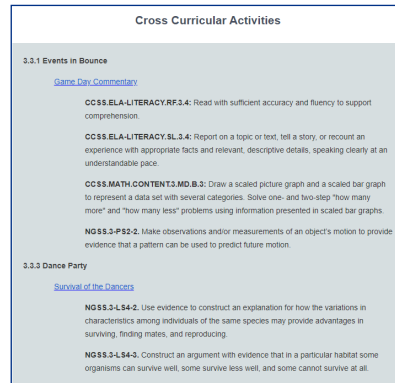 Cross Curricular Activities
3.3.1 Events in Bounce
Game Day Commentary
CCSS.ELA-LITERACY.RF.3.4: Read with sufficient accuracy and fluency to support
comprehension.
CCSS.ELA-LITERACY.SL.3.4: Report on a topic or text, tell a story, or recount an
experience with appropriate facts and relevant, descriptive details, speaking clearly at an
understandable pace.
CCSS.MATH.CONTENT.3.MD.B.3: Draw a scaled picture graph and a scaled bar graph
to represent a data set with several categories. Solve one- and two-step "how many
more" and "how many less" problems using information presented in scaled bar graphs.
NGSS.3-PS2-2. Make observations and/or measurements of an object's motion to provide
evidence that a pattern can be used to predict future motion.
3.3.3 Dance Party
Survival of the Dancers
NGSS.3-LS4-2. Use evidence to construct an explanation for how the variations in
characteristics among individuals of the same species may provide advantages in
surviving, finding mates, and reproducing.
NGSS.3-LS4-3. Construct an argument with evidence that in a particular habitat some
organisms can survive well, some survive less well, and some cannot survive at all.